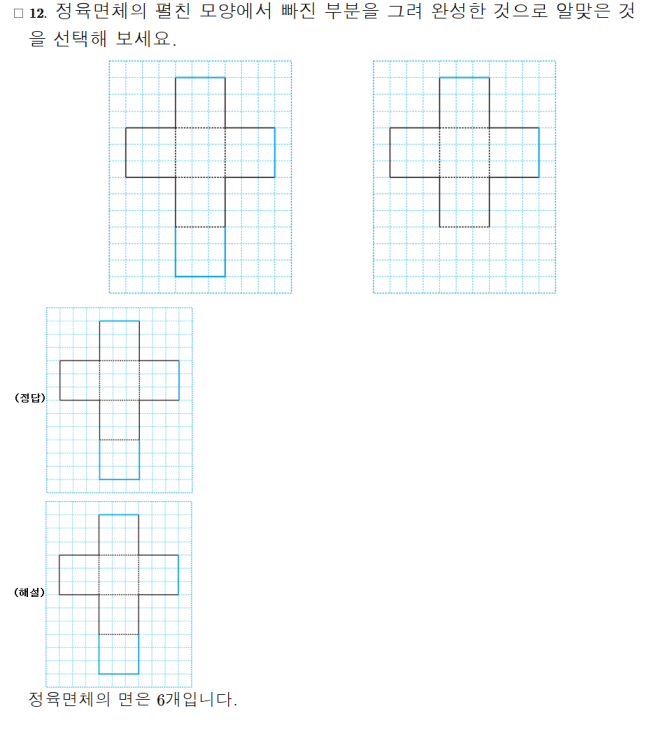 □ 12. 정육면체의 펼친 모양에서 빠진 부분을 그려 완성한 것으로 알맞은 것
을 선택해 보세요.
(정답)
(해설)
정육면체의 면은 6개입니다.